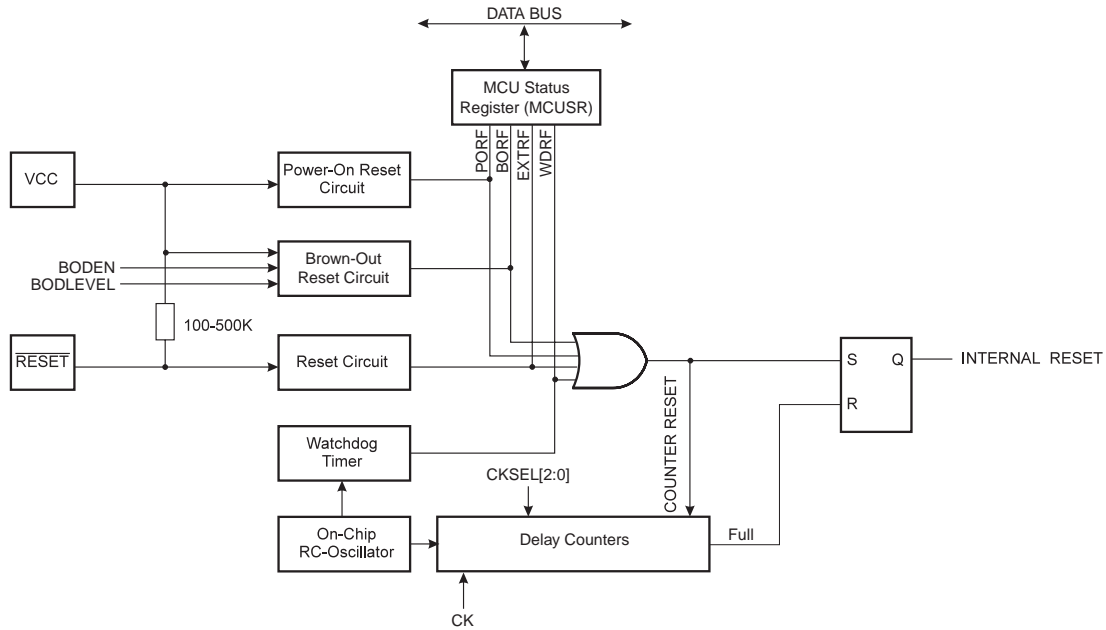 DATA BUS
MCU Status
Register (MCUSR)
PORF
BORF
EXTRF
WDRF
VCC
Power-On Reset
Circuit
BODEN
BODLEVEL
Brown-Out
Reset Circuit
100-500K
RESET
Reset Circuit
S
Q
INTERNAL RESET
R
Watchdog
Timer
CKSEL[2:0]
COUNTER RESET
On-Chip
RC-Oscillator
Delay Counters
Full
CK